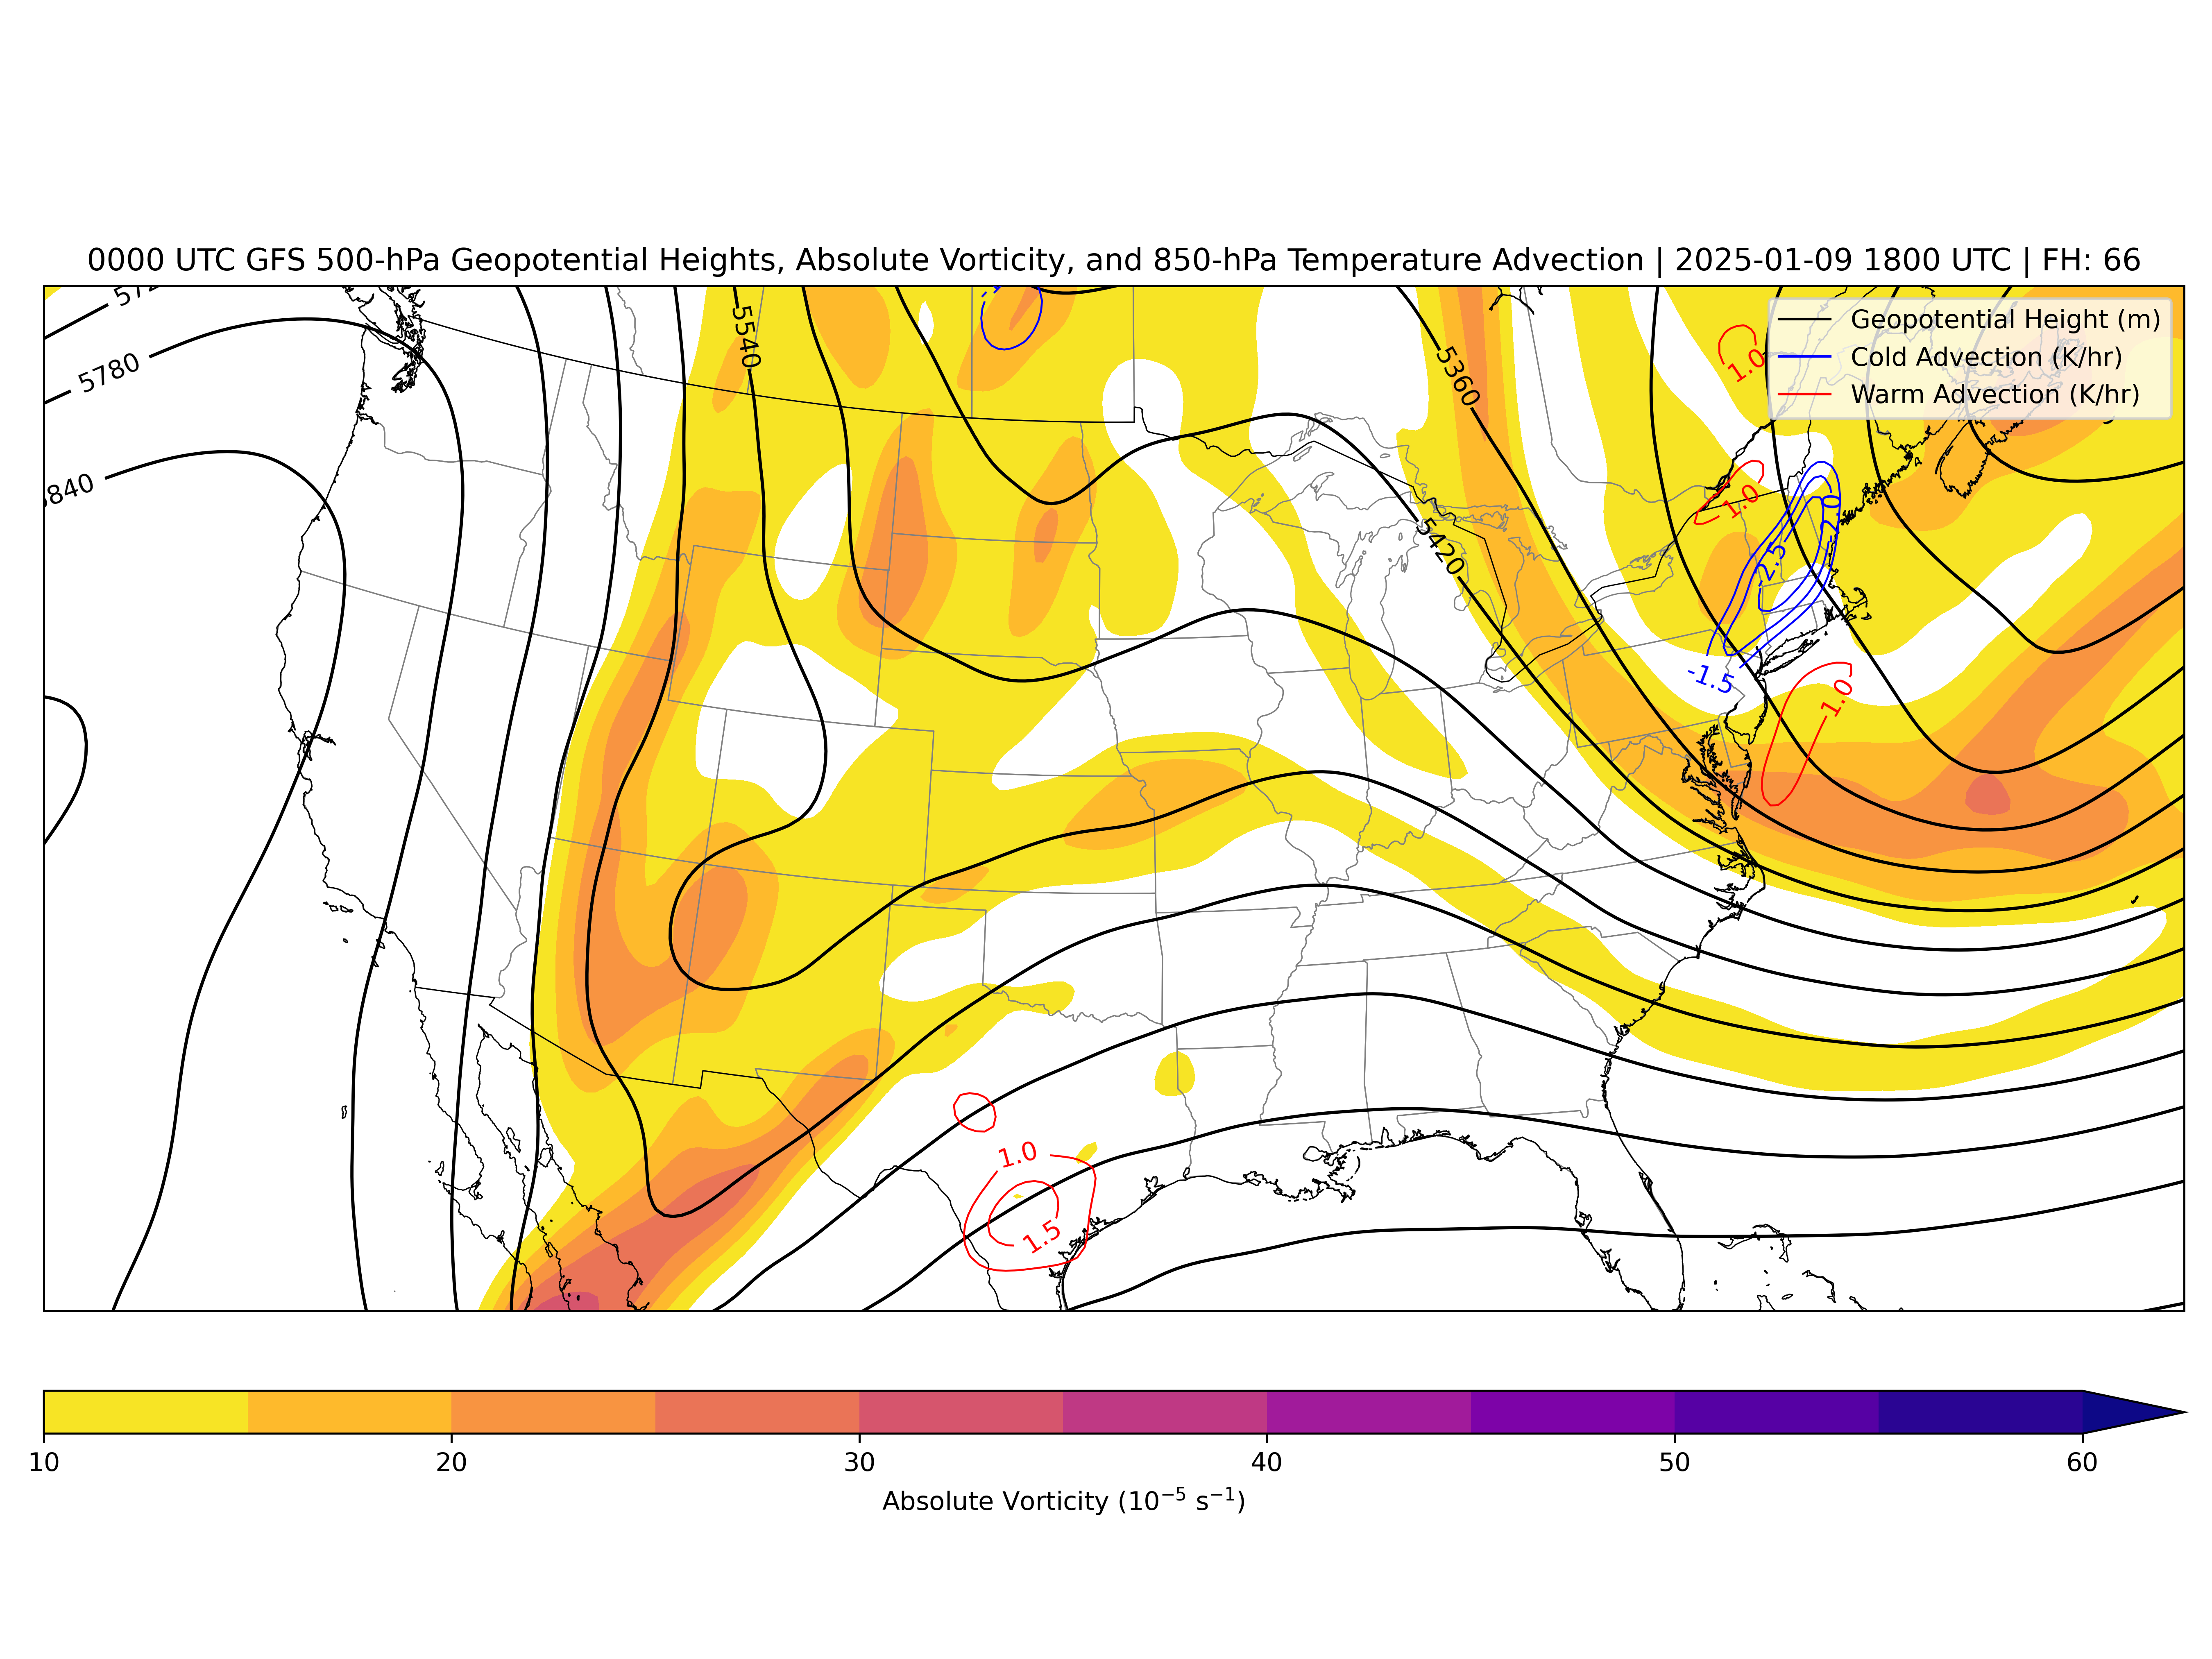 0000 UTC GFS 500-hPa Geopotential Heights, Absolute Vorticity, and 850-hPa Temperature Advection | 2025-01-09 1800 UTC | FH: 66
5780
840
5540
5360
5420
1.0
1.0
1.0
-2.0
-2.5
-1.5
1.0
1.5
Geopotential Height (m)
Cold Advection (K/hr)
Warm Advection (K/hr)
10 20 30 40 50 60
Absolute Vorticity (10⁻⁵ s⁻¹)